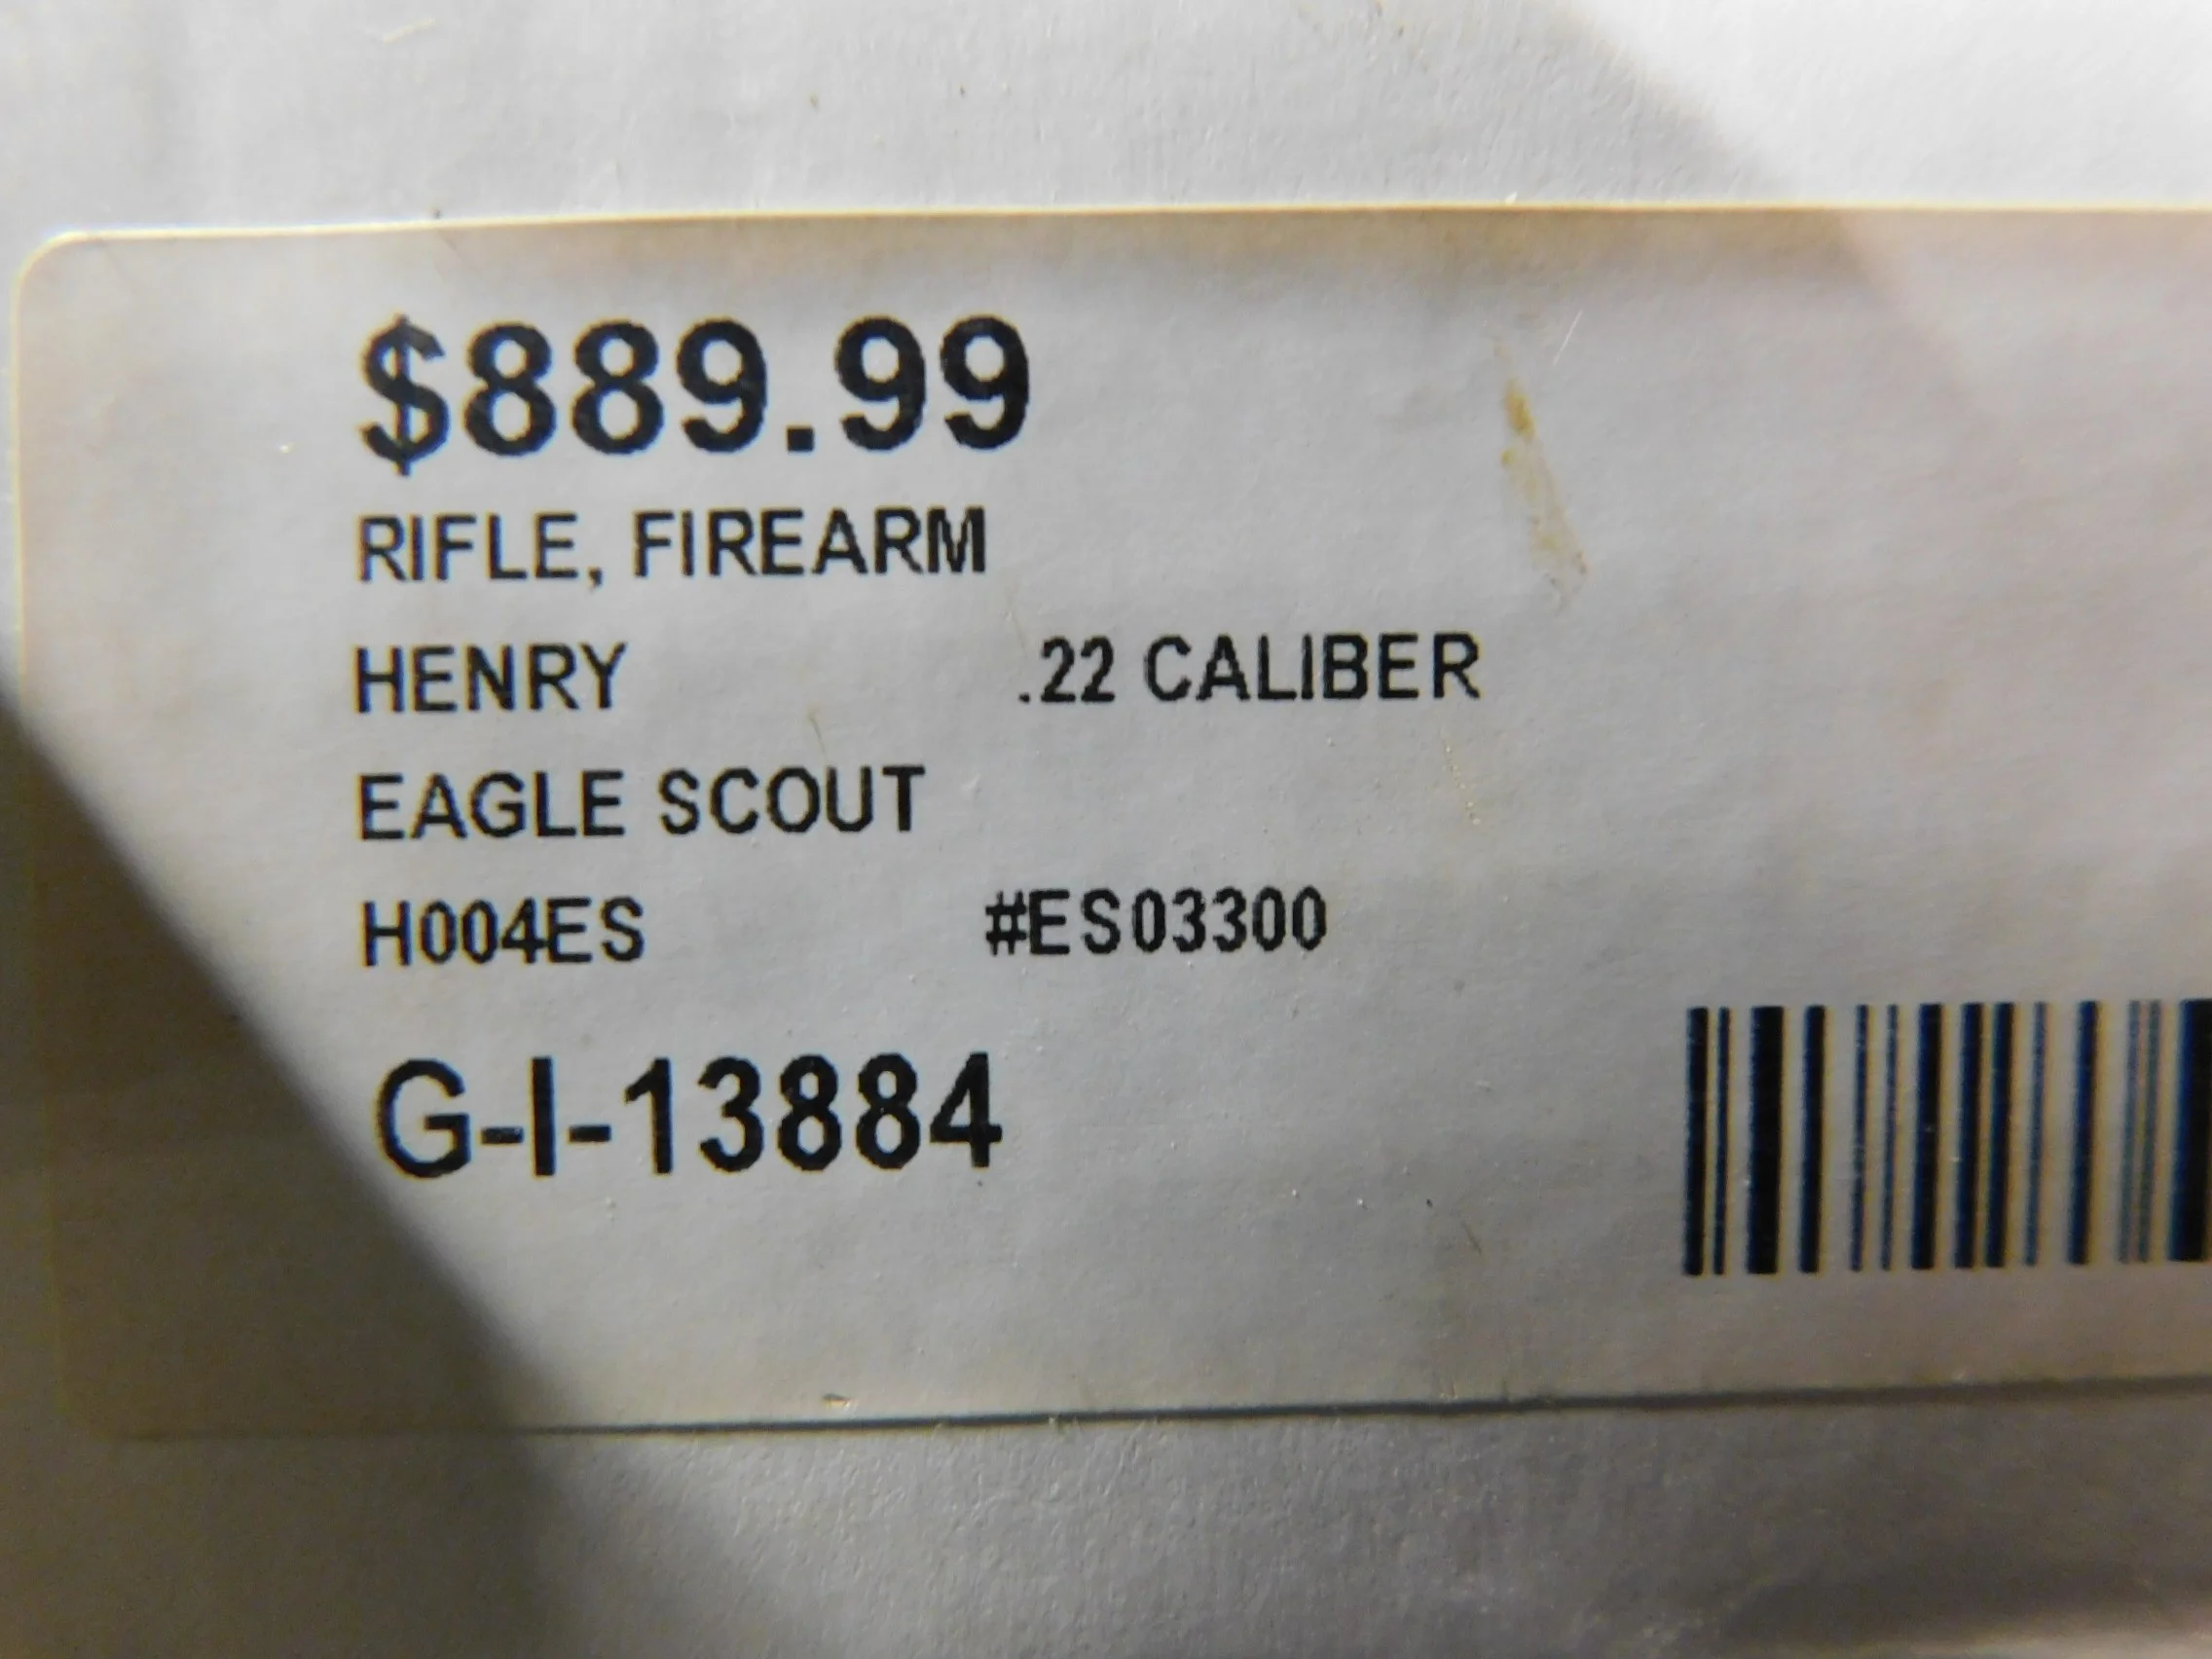 $889.99
RIFLE, FIREARM
HENRY .22 CALIBER
EAGLE SCOUT
H004ES #ES03300
G-I-13884